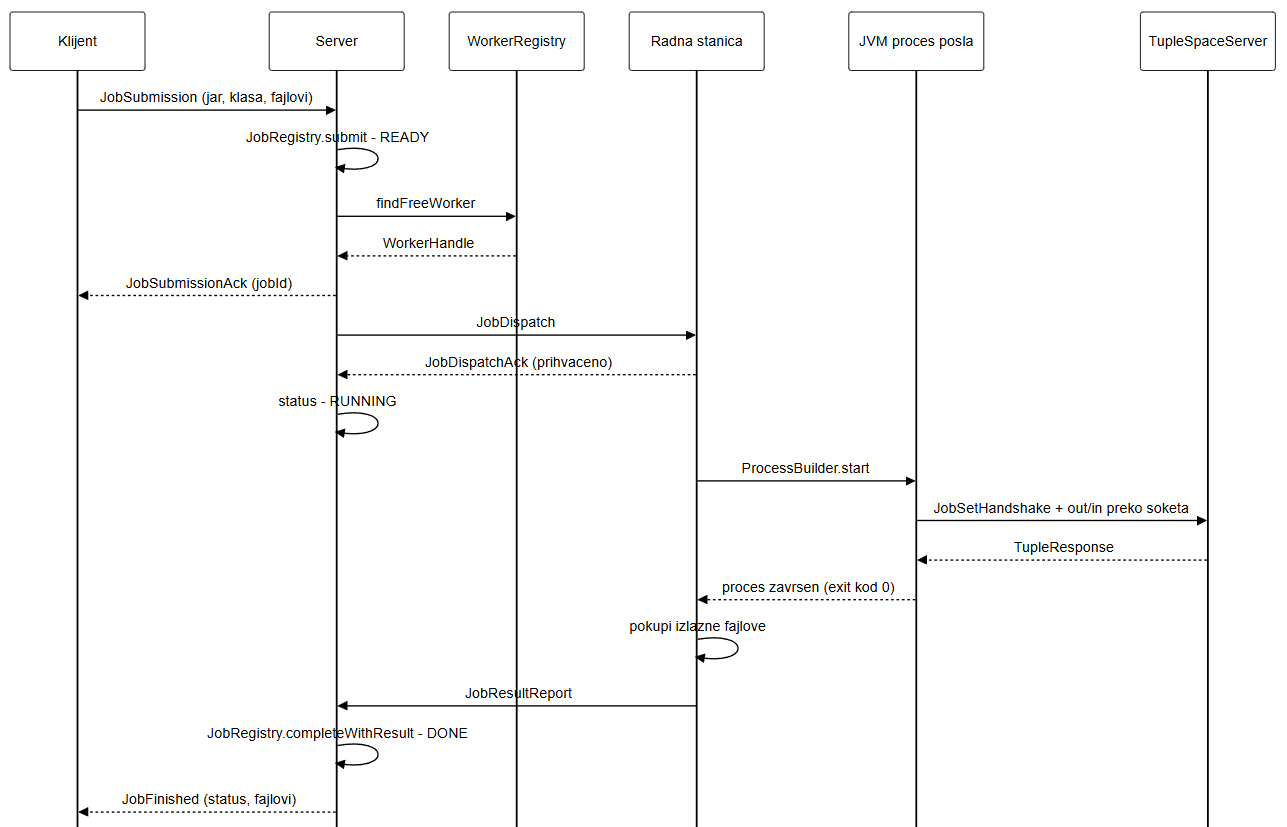 Klijent
Server
WorkerRegistry
Radna stanica
JVM proces posla
TupleSpaceServer
JobSubmission (jar, klasa, fajlovi)
JobRegistry.submit - READY
findFreeWorker
WorkerHandle
JobSubmissionAck (jobId)
JobDispatch
JobDispatchAck (prihvaceno)
status - RUNNING
ProcessBuilder.start
JobSetHandshake + out/in preko soketa
TupleResponse
proces zavrsen (exit kod 0)
pokupi izlazne fajlove
JobResultReport
JobRegistry.completeWithResult - DONE
JobFinished (status, fajlovi)